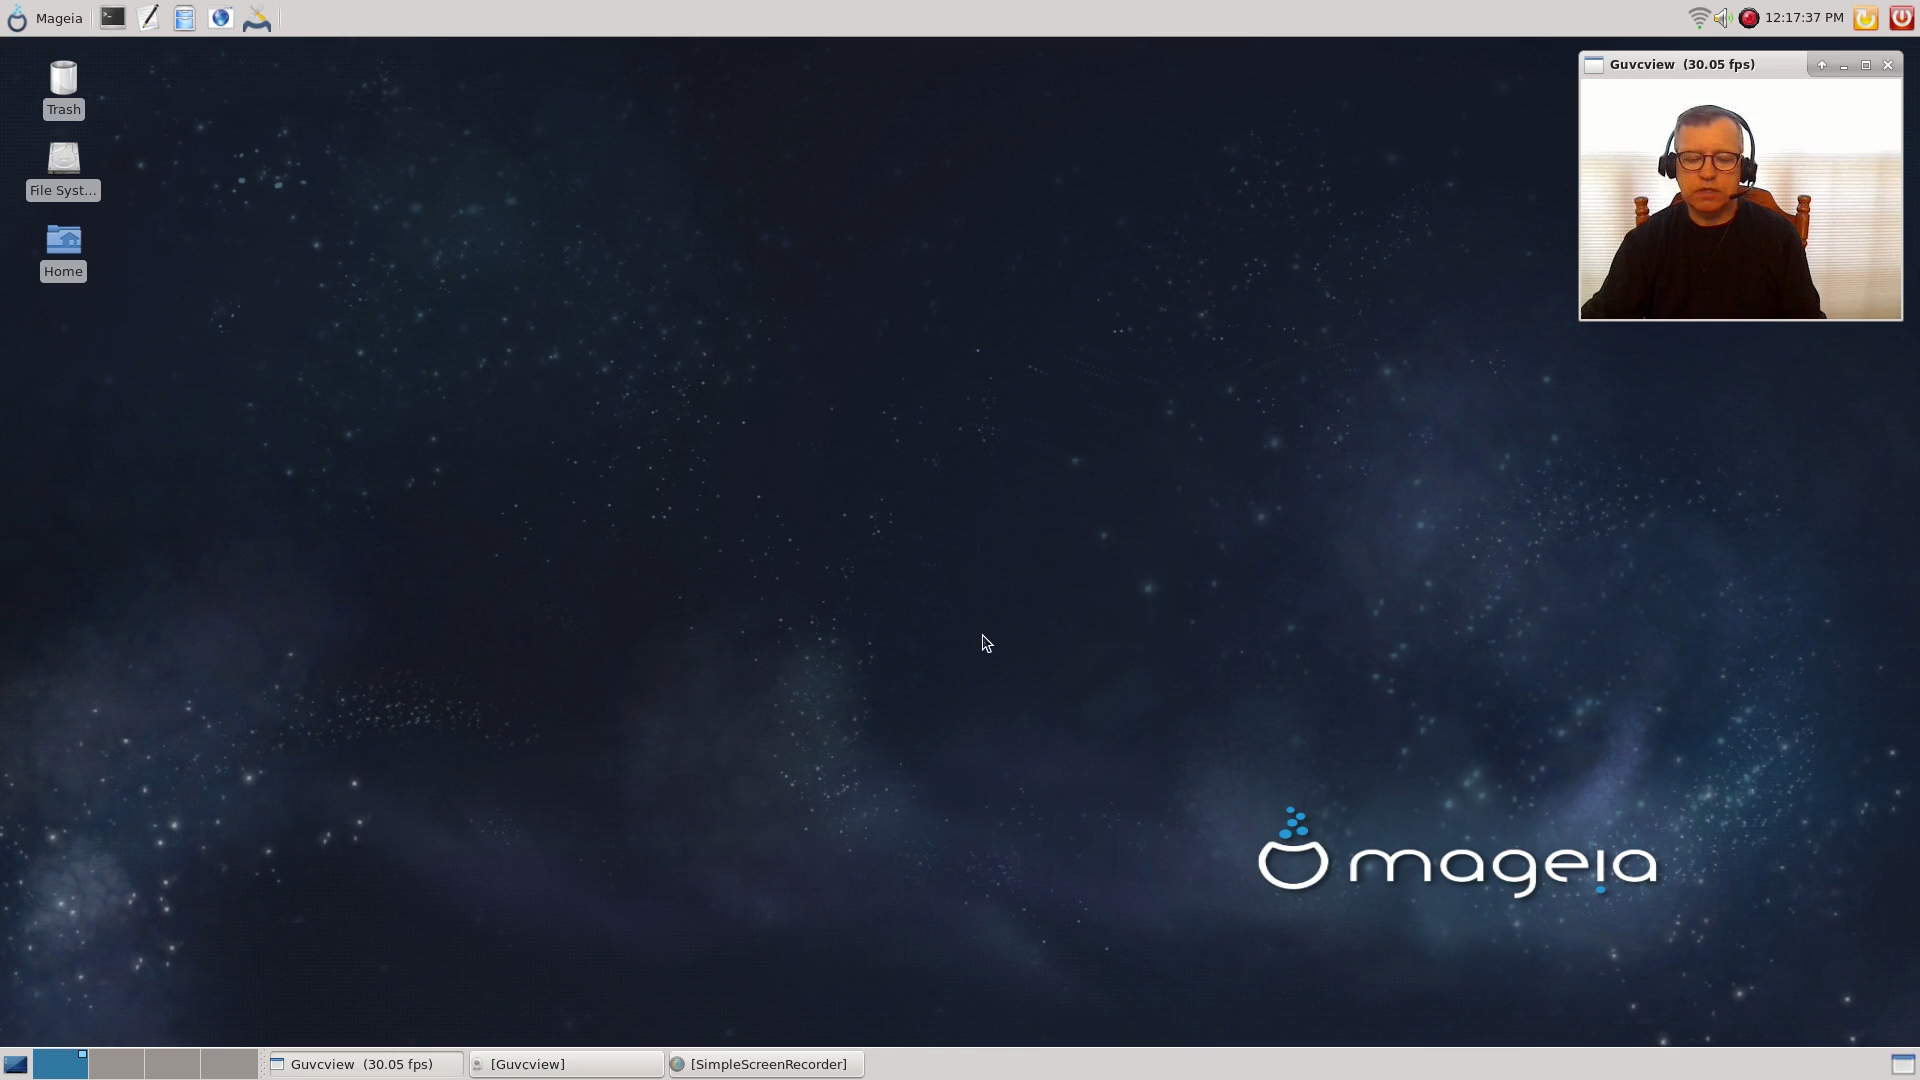 Mageia
12:17:37 PM
Trash
File Syst...
Home
Guvcview (30.05 fps)
mageia
Guvcview (30.05 fps)
[Guvcview]
[SimpleScreenRecorder]